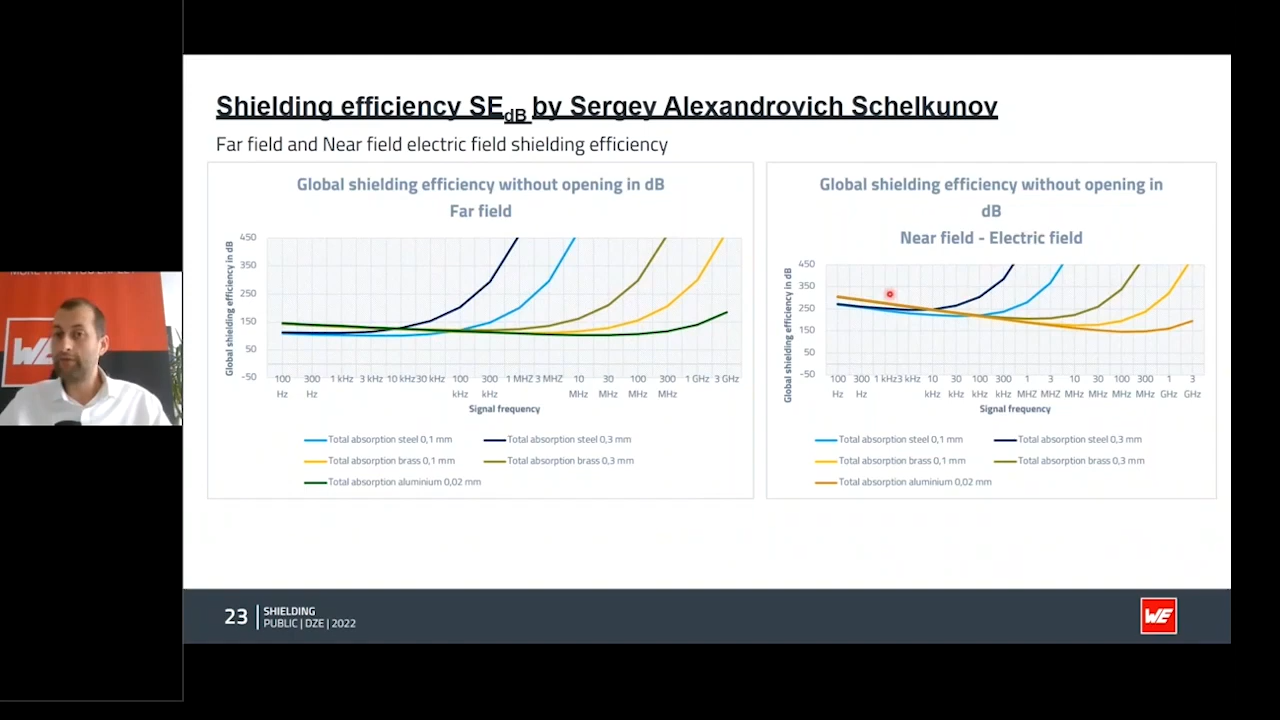 Shielding efficiency SEdB by Sergey Alexandrovich Schelkunov
Far field and Near field electric field shielding efficiency
Global shielding efficiency without opening in dB
Far field
Global shielding efficiency in dB
450
350
250
150
50
-50
100 Hz
300 Hz
1 kHz
3 kHz
10 kHz
30 kHz
100 kHz
300 kHz
1 MHZ
3 MHZ
10 MHz
30 MHz
100 MHz
300 MHz
1 GHz
3 GHz
Signal frequency
Total absorption steel 0,1 mm
Total absorption steel 0,3 mm
Total absorption brass 0,1 mm
Total absorption brass 0,3 mm
Total absorption aluminium 0,02 mm
Global shielding efficiency without opening in
dB
Near field - Electric field
Global shielding efficiency in dB
450
350
250
150
50
-50
100 Hz
300 Hz
1 kHz
3 kHz
10 kHz
30 kHz
100 kHz
300 kHz
1 MHZ
3 MHZ
10 MHz
30 MHz
100 MHz
300 MHz
1 GHz
3 GHz
Signal frequency
Total absorption steel 0,1 mm
Total absorption steel 0,3 mm
Total absorption brass 0,1 mm
Total absorption brass 0,3 mm
Total absorption aluminium 0,02 mm
WE
23
SHIELDING
PUBLIC | DZE | 2022
WE